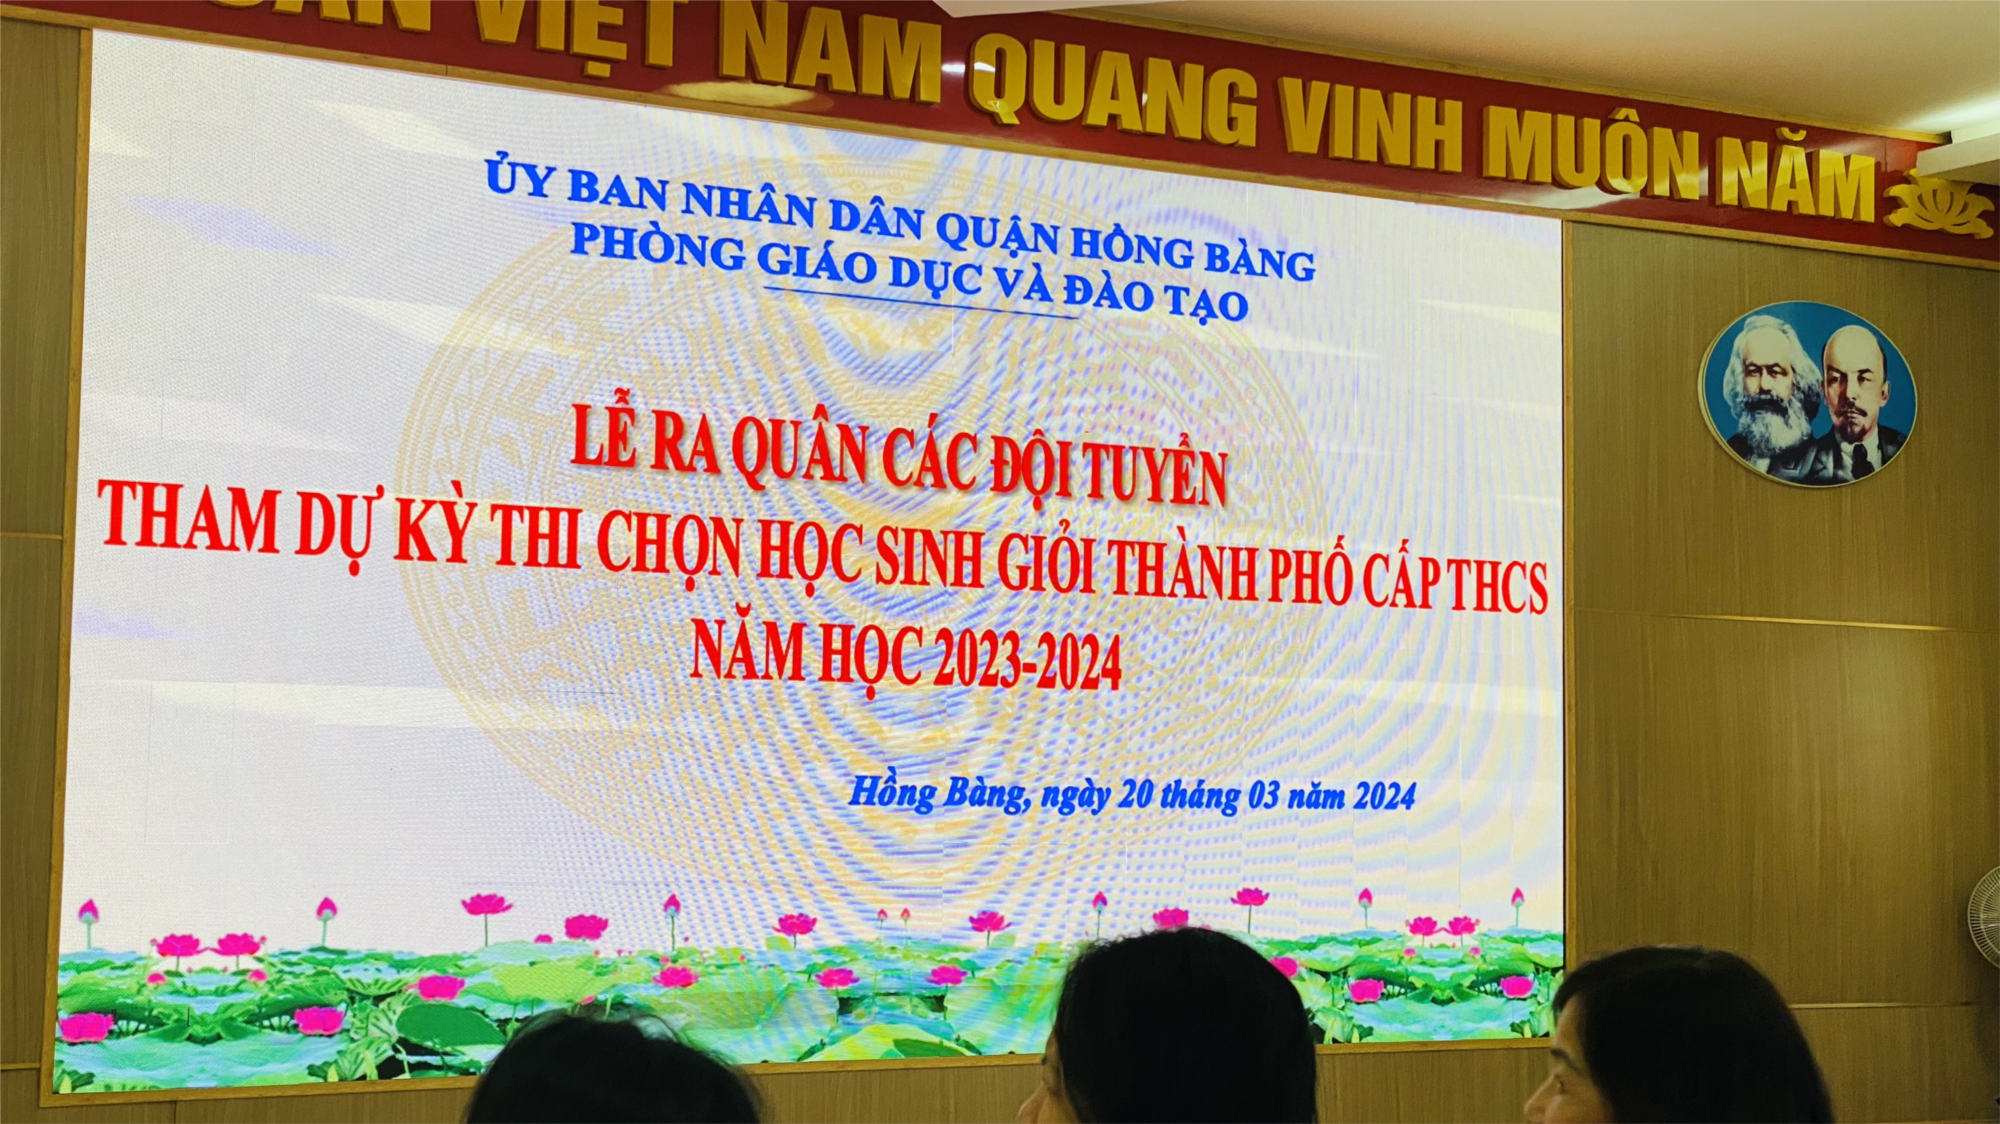 VIỆT NAM QUANG VINH MUÔN NĂM
ỦY BAN NHÂN DÂN QUẬN HỒNG BÀNG
PHÒNG GIÁO DỤC VÀ ĐÀO TẠO
LỄ RA QUÂN CÁC ĐỘI TUYỂN
THAM DỰ KỲ THI CHỌN HỌC SINH GIỎI THÀNH PHỐ CẤP THCS
NĂM HỌC 2023-2024
Hồng Bàng, ngày 20 tháng 03 năm 2024